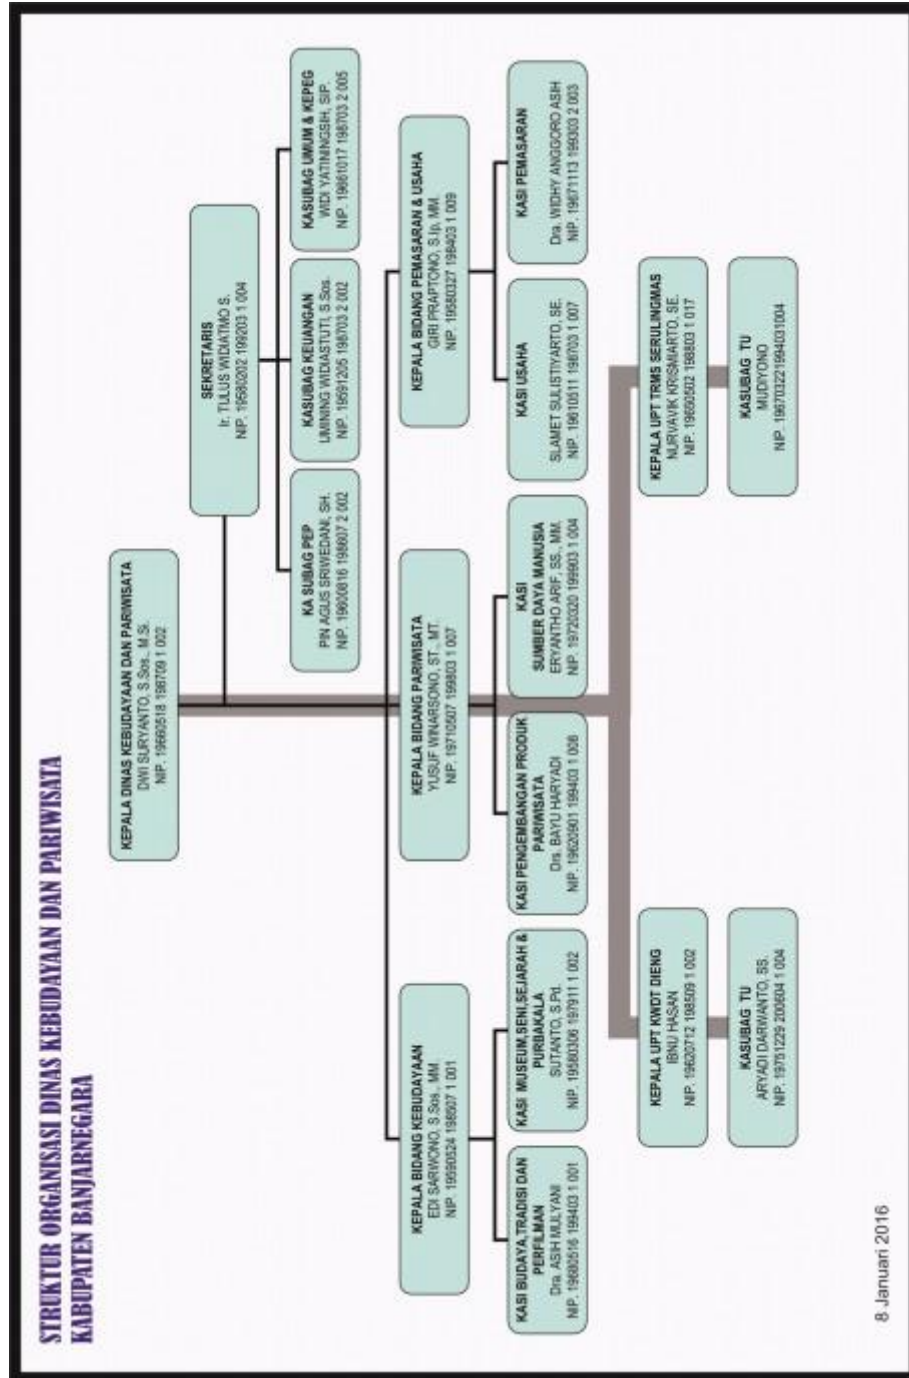 STRUKTUR ORGANISASI DINAS KEBUDAYAAN DAN PARIWISATA
KABUPATEN BANJARNEGARA
KEPALA DINAS KEBUDAYAAN DAN PARIWISATA
DWI SURYANTO, S.Sos., M.Si.
NIP. 19660518 198709 1 002
SEKRETARIS
Ir. TULUS WIDIATMO S.
NIP. 19580202 199203 1 004
KA SUBAG PEP
PIN AGUS SRIWEDANI, SH.
NIP. 19600816 198607 2 002
KASUBAG KEUANGAN
UMINING WIDIASTUTI, S.Sos.
NIP. 19591205 198703 2 002
KASUBAG UMUM & KEPEG
WIDI YATININGSIH, SIP.
NIP. 19661017 198703 2 005
KEPALA BIDANG KEBUDAYAAN
EDI SARWONO, S.Sos., MM.
NIP. 19590524 198507 1 001
KEPALA BIDANG PARIWISATA
YUSUF WINARSONO, ST., MT.
NIP. 19710507 199803 1 007
KEPALA BIDANG PEMASARAN & USAHA
GIRI PRAPTONO, S.Ip, MM.
NIP. 19580327 198403 1 009
KASI BUDAYA,TRADISI DAN
PERFILMAN
Dra. ASIH MULYANI
NIP. 19680516 199403 1 001
KASI MUSEUM,SENI,SEJARAH &
PURBAKALA
SUTANTO, S.Pd.
NIP. 19580306 197911 1 002
KASI PENGEMBANGAN PRODUK
PARIWISATA
Drs. BAYU HARYADI
NIP. 19620901 199403 1 008
KASI
SUMBER DAYA MANUSIA
ERYANTHO ARIF, SS., MM.
NIP. 19720320 199903 1 004
KASI USAHA
SLAMET SULISTIYARTO, SE.
NIP. 19610511 198703 1 007
KASI PEMASARAN
Dra. WIDHY ANGGORO ASIH
NIP. 19671113 199303 2 003
KEPALA UPT KWDT DIENG
IBNU HASAN
NIP. 19620712 198509 1 002
KEPALA UPT TRMS SERULINGMAS
NURVAVIK KRISMIARTO, SE.
NIP. 19660502 198803 1 017
KASUBAG TU
ARYADI DARWANTO, SS.
NIP. 19751229 200604 1 004
KASUBAG TU
MUDIYONO
NIP. 196703221994031004
8 Januari 2016